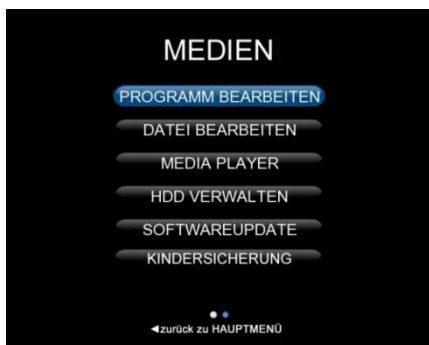 MEDIEN
PROGRAMM BEARBEITEN
DATEI BEARBEITEN
MEDIA PLAYER
HDD VERWALTEN
SOFTWAREUPDATE
KINDERSICHERUNG
◄zurück zu HAUPTMENÜ